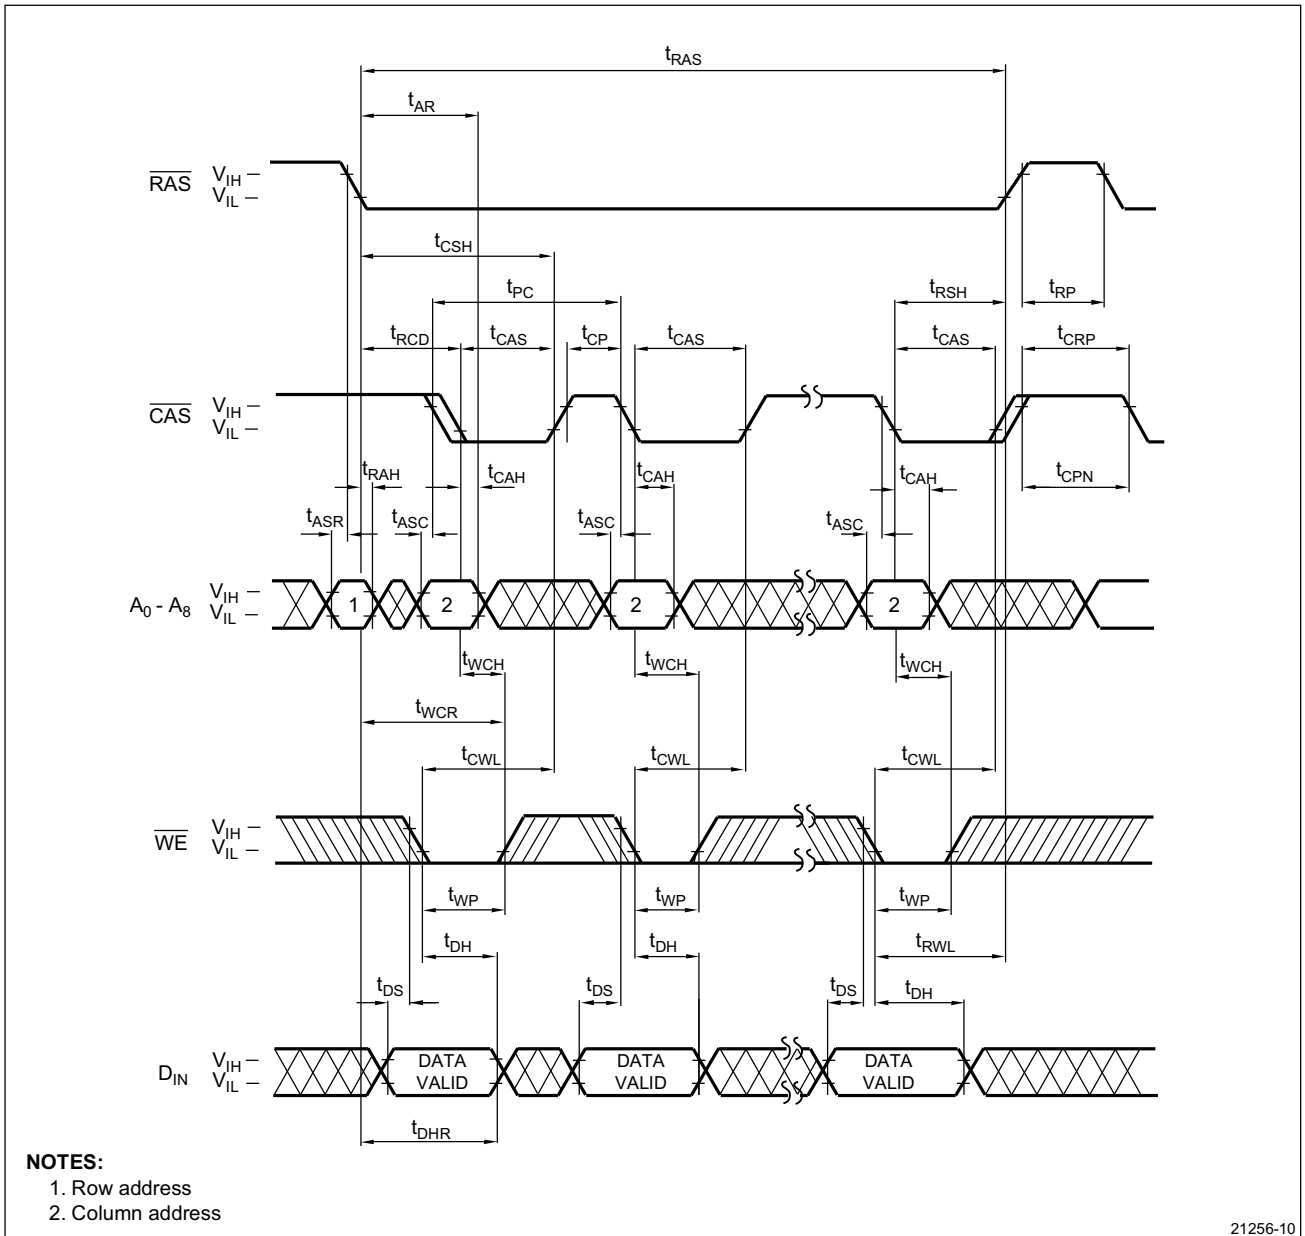 tRAS
tAR
RAS VIH
VIL
tCSH
tPC tRSH tRP
tRCD tCAS tCP tCAS tCAS tCRP
CAS VIH
VIL
tRAH tCAH tCAH tCAH tCPN
tASR tASC tASC tASC
A0 - A8 VIH
VIL
1 2 2 2
tWCH tWCH tWCH
tWCR
tCWL tCWL tCWL
WE VIH
VIL
tWP tWP tWP
tDH tDH tRWL
tDS tDS tDS tDH
DIN VIH
VIL
DATA VALID
DATA VALID
DATA VALID
tDHR
NOTES:
1. Row address
2. Column address
21256-10